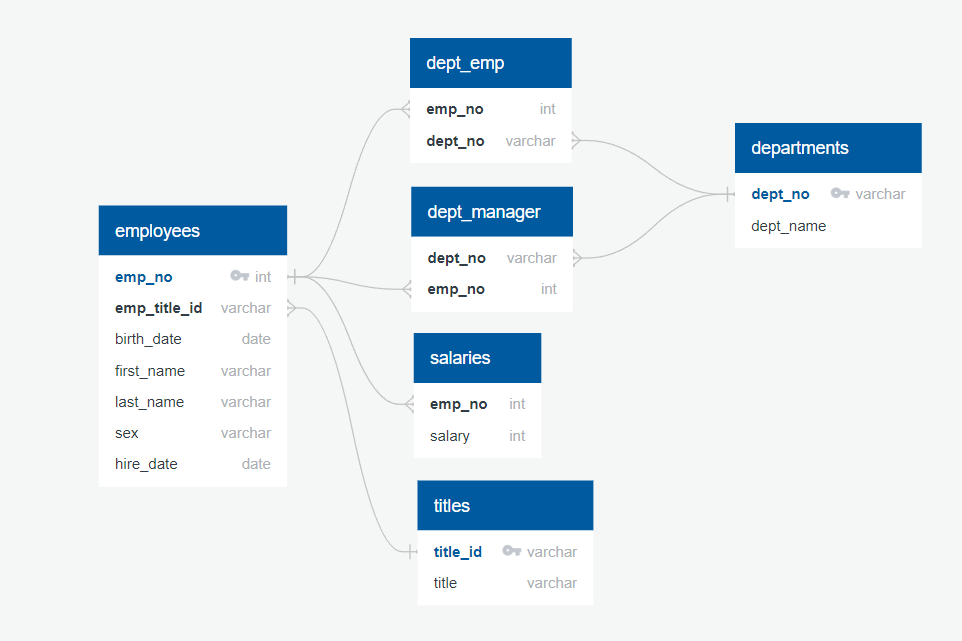 employees
emp_no int
emp_title_id varchar
birth_date date
first_name varchar
last_name varchar
sex varchar
hire_date date
dept_emp
emp_no int
dept_no varchar
dept_manager
dept_no varchar
emp_no int
salaries
emp_no int
salary int
titles
title_id varchar
title varchar
departments
dept_no varchar
dept_name